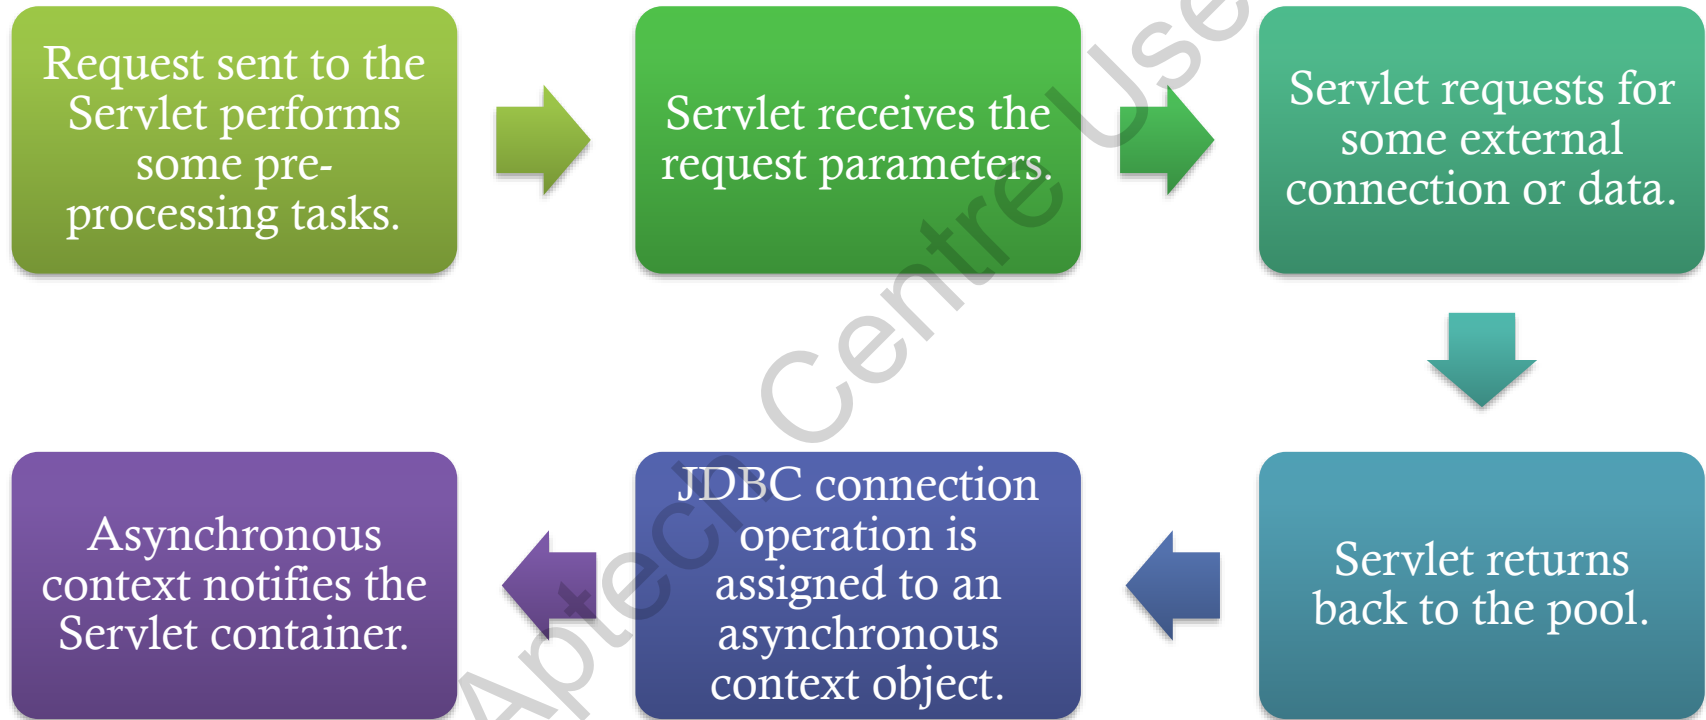 Request sent to the
Servlet performs
some pre-
processing tasks.
Servlet receives the
request parameters.
Servlet requests for
some external
connection or data.
Servlet returns
back to the pool.
JDBC connection
operation is
assigned to an
asynchronous
context object.
Asynchronous
context notifies the
Servlet container.
Aptech Centre Use